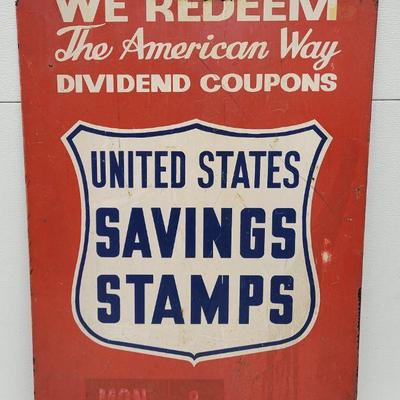 WE REDEEM
The American Way
DIVIDEND COUPONS
UNITED STATES
SAVINGS
STAMPS